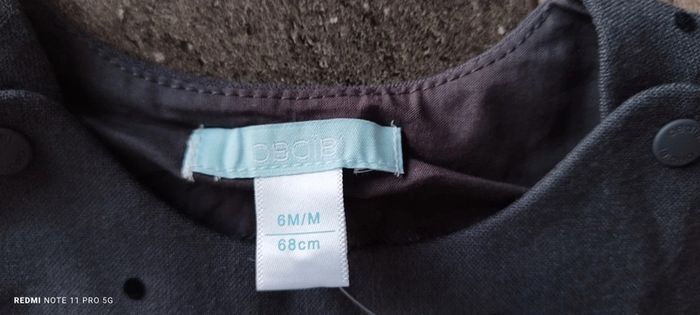 obaïbi
6M/M
68cm
REDMI NOTE 11 PRO 5G